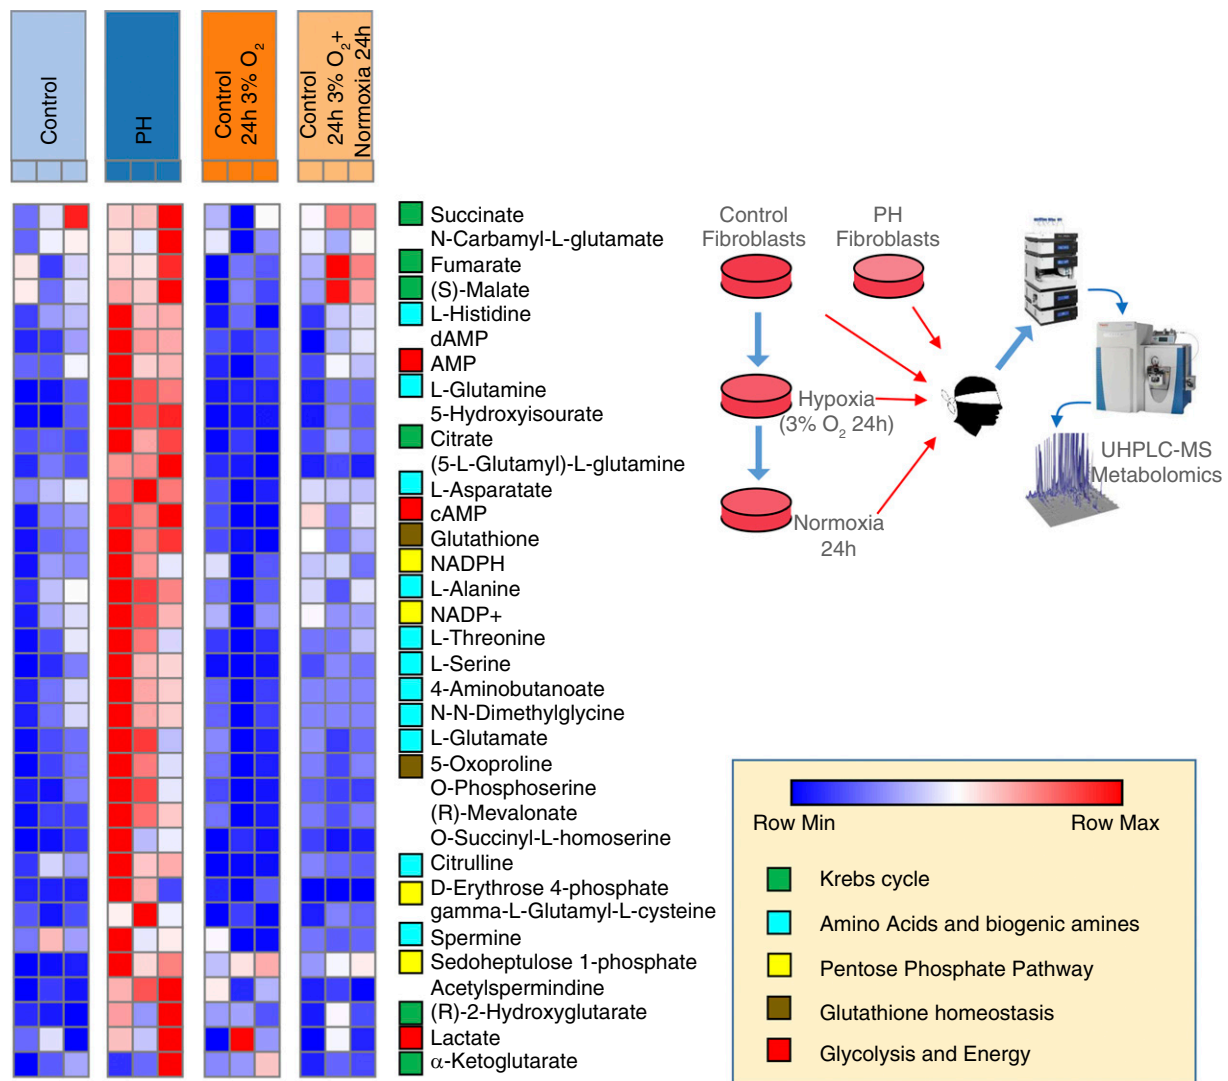 Control
PH
Control
24h 3% O2
Control
24h 3% O2+
Normoxia 24h
Succinate
N-Carbamyl-L-glutamate
Fumarate
(S)-Malate
L-Histidine
dAMP
AMP
L-Glutamine
5-Hydroxyisourate
Citrate
(5-L-Glutamyl)-L-glutamine
L-Asparatate
cAMP
Glutathione
NADPH
L-Alanine
NADP+
L-Threonine
L-Serine
4-Aminobutanoate
N-N-Dimethylglycine
L-Glutamate
5-Oxoproline
O-Phosphoserine
(R)-Mevalonate
O-Succinyl-L-homoserine
Citrulline
D-Erythrose 4-phosphate
gamma-L-Glutamyl-L-cysteine
Spermine
Sedoheptulose 1-phosphate
Acetylspermindine
(R)-2-Hydroxyglutarate
Lactate
α-Ketoglutarate
Control
Fibroblasts
PH
Fibroblasts
Hypoxia
(3% O2 24h)
Normoxia
24h
UHPLC-MS
Metabolomics
Row Min
Row Max
Krebs cycle
Amino Acids and biogenic amines
Pentose Phosphate Pathway
Glutathione homeostasis
Glycolysis and Energy